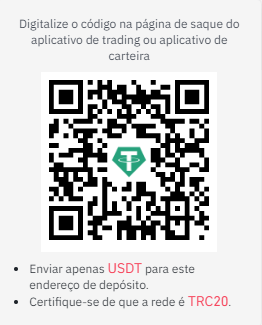 Digitalize o código na página de saque do
aplicativo de trading ou aplicativo de
carteira
• Enviar apenas USDT para este
endereço de depósito.
• Certifique-se de que a rede é TRC20.